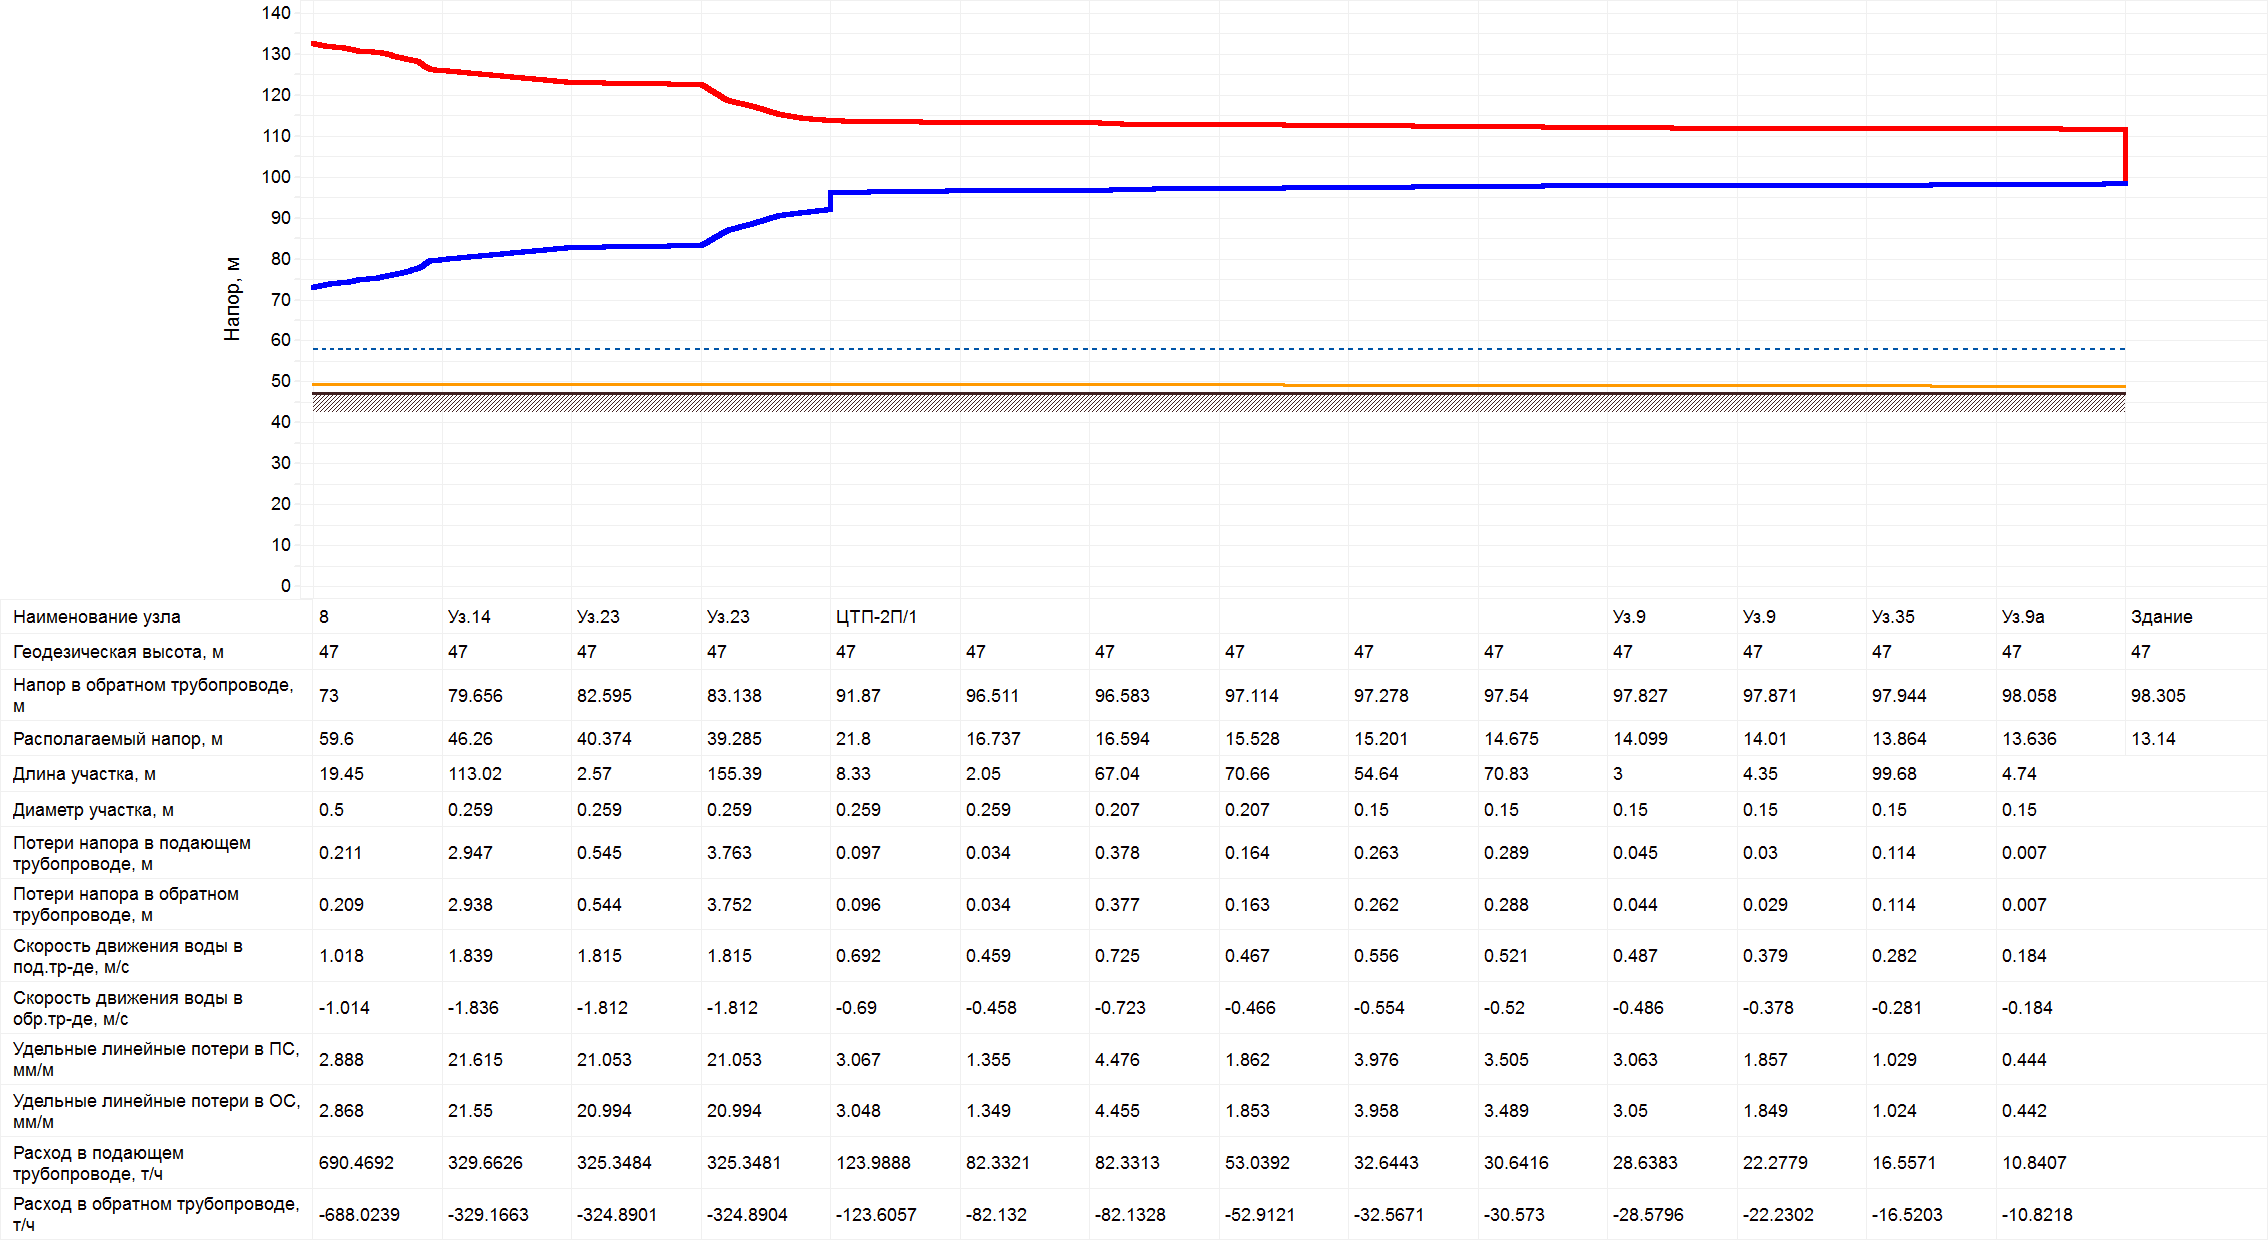 140
130
120
110
100
90
80
70
60
50
40
30
20
10
0
Напор, м
Наименование узла 8 Уз.14 Уз.23 Уз.23 ЦТП-2П/1 Уз.9 Уз.9 Уз.35 Уз.9а Здание
Геодезическая высота, м 47 47 47 47 47 47 47 47 47 47 47 47 47 47 47
Напор в обратном трубопроводе,
м 73 79.656 82.595 83.138 91.87 96.511 96.583 97.114 97.278 97.54 97.827 97.871 97.944 98.058 98.305
Располагаемый напор, м 59.6 46.26 40.374 39.285 21.8 16.737 16.594 15.528 15.201 14.675 14.099 14.01 13.864 13.636 13.14
Длина участка, м 19.45 113.02 2.57 155.39 8.33 2.05 67.04 70.66 54.64 70.83 3 4.35 99.68 4.74
Диаметр участка, м 0.5 0.259 0.259 0.259 0.259 0.259 0.207 0.207 0.15 0.15 0.15 0.15 0.15 0.15
Потери напора в подающем
трубопроводе, м 0.211 2.947 0.545 3.763 0.097 0.034 0.378 0.164 0.263 0.289 0.045 0.03 0.114 0.007
Потери напора в обратном
трубопроводе, м 0.209 2.938 0.544 3.752 0.096 0.034 0.377 0.163 0.262 0.288 0.044 0.029 0.114 0.007
Скорость движения воды в
под.тр-де, м/с 1.018 1.839 1.815 1.815 0.692 0.459 0.725 0.467 0.556 0.521 0.487 0.379 0.282 0.184
Скорость движения воды в
обр.тр-де, м/с -1.014 -1.836 -1.812 -1.812 -0.69 -0.458 -0.723 -0.466 -0.554 -0.52 -0.486 -0.378 -0.281 -0.184
Удельные линейные потери в ПС,
мм/м 2.888 21.615 21.053 21.053 3.067 1.355 4.476 1.862 3.976 3.505 3.063 1.857 1.029 0.444
Удельные линейные потери в ОС,
мм/м 2.868 21.55 20.994 20.994 3.048 1.349 4.455 1.853 3.958 3.489 3.05 1.849 1.024 0.442
Расход в подающем
трубопроводе, т/ч 690.4692 329.6626 325.3484 325.3481 123.9888 82.3321 82.3313 53.0392 32.6443 30.6416 28.6383 22.2779 16.5571 10.8407
Расход в обратном трубопроводе,
т/ч -688.0239 -329.1663 -324.8901 -324.8904 -123.6057 -82.132 -82.1328 -52.9121 -32.5671 -30.573 -28.5796 -22.2302 -16.5203 -10.8218